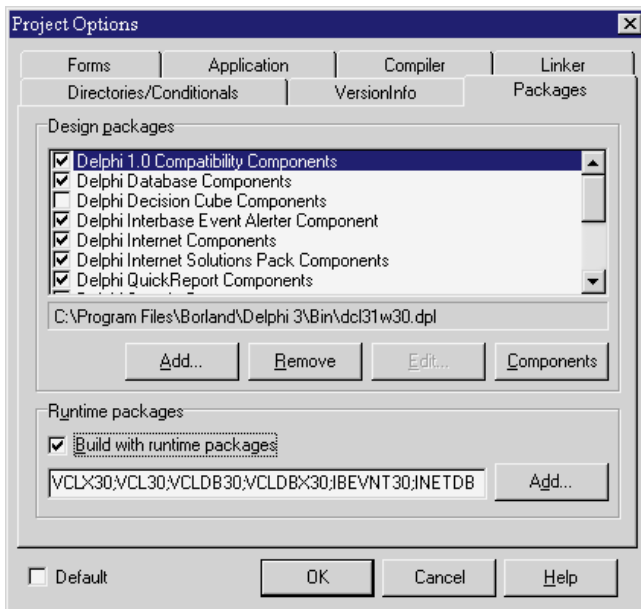 Project Options
Forms Application Compiler Linker
Directories/Conditionals VersionInfo Packages
Design packages
Delphi 1.0 Compatibility Components
Delphi Database Components
Delphi Decision Cube Components
Delphi Interbase Event Alerter Component
Delphi Internet Components
Delphi Internet Solutions Pack Components
Delphi QuickReport Components
C:\Program Files\Borland\Delphi 3\Bin\dcl31w30.dpl
Add... Remove Edit... Components
Runtime packages
Build with runtime packages
VCLX30;VCL30;VCLDB30;VCLDBX30;IBEVNT30;INETDB Add...
Default OK Cancel Help